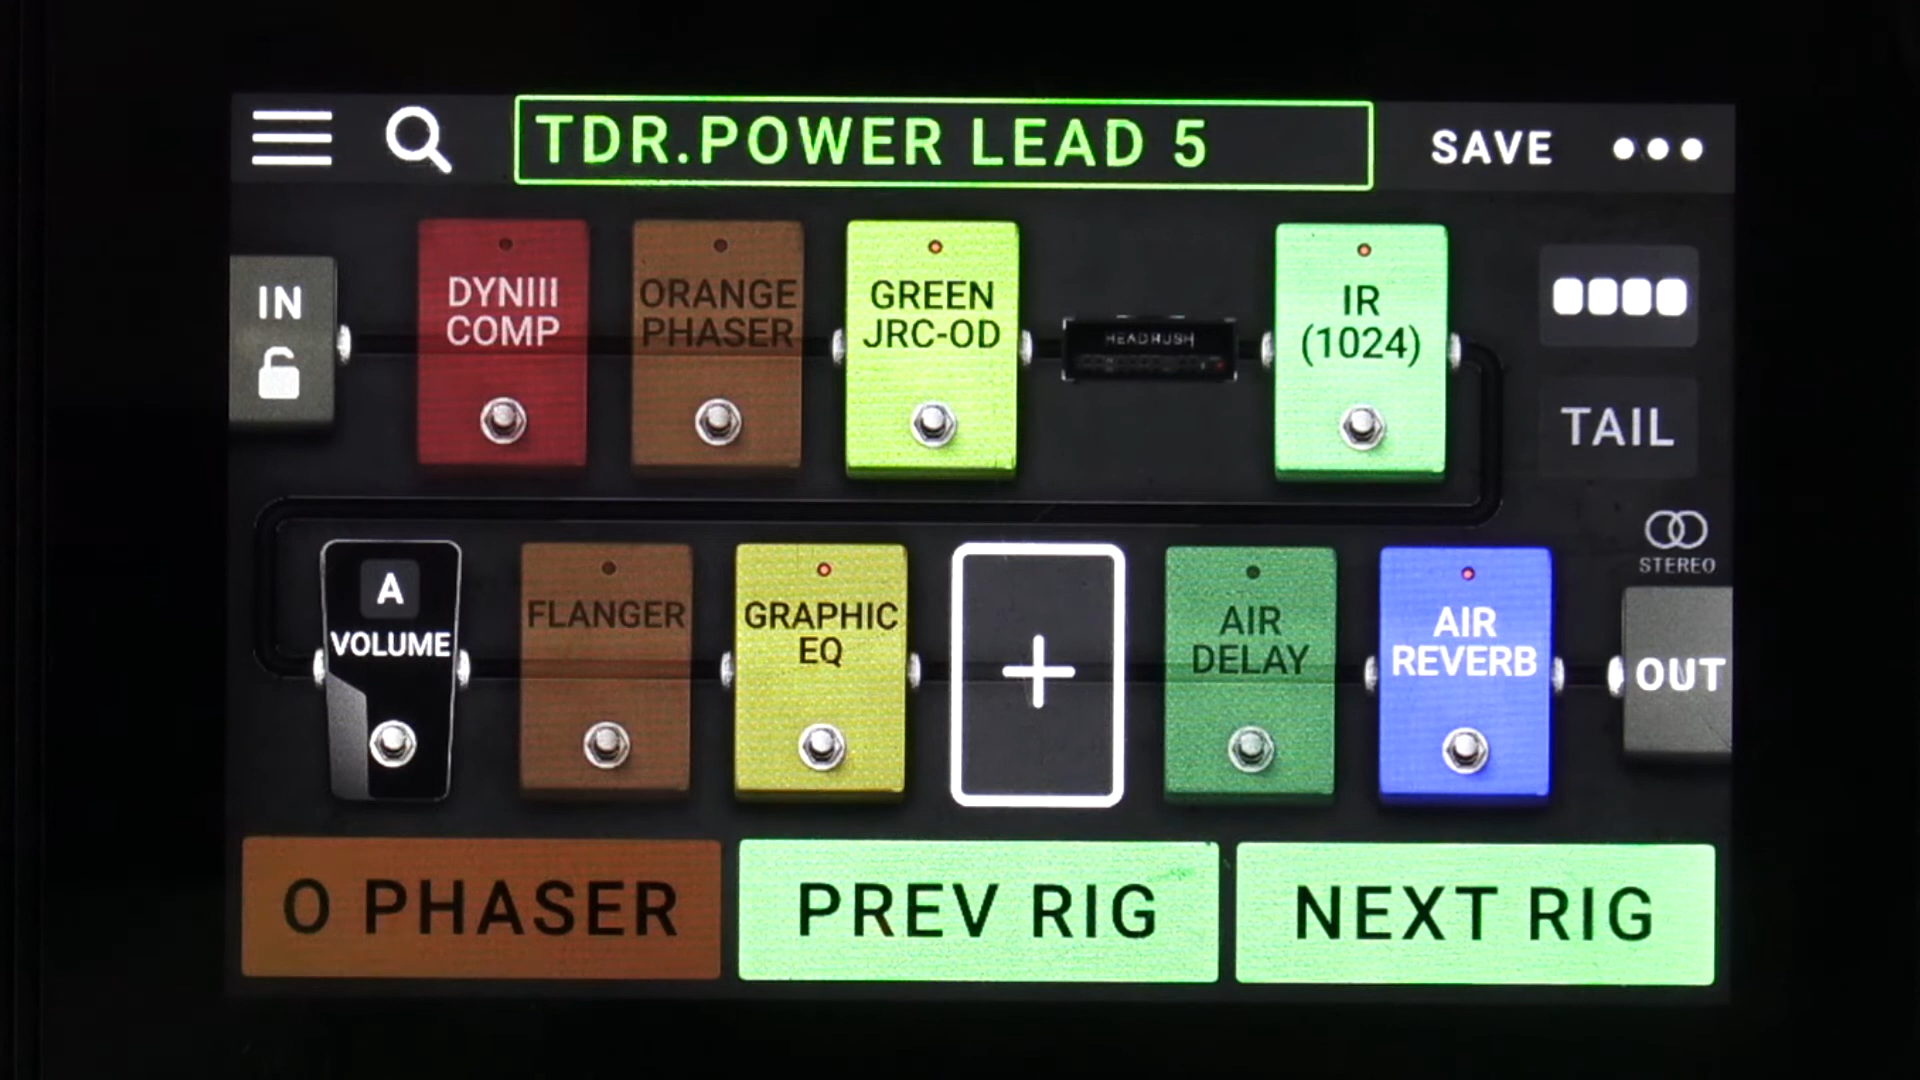 TDR.POWER LEAD 5
SAVE
IN
DYNIII
COMP
ORANGE
PHASER
GREEN
JRC-OD
HEADRUSH
IR
(1024)
TAIL
STEREO
A
VOLUME
FLANGER
GRAPHIC
EQ
AIR
DELAY
AIR
REVERB
OUT
O PHASER
PREV RIG
NEXT RIG